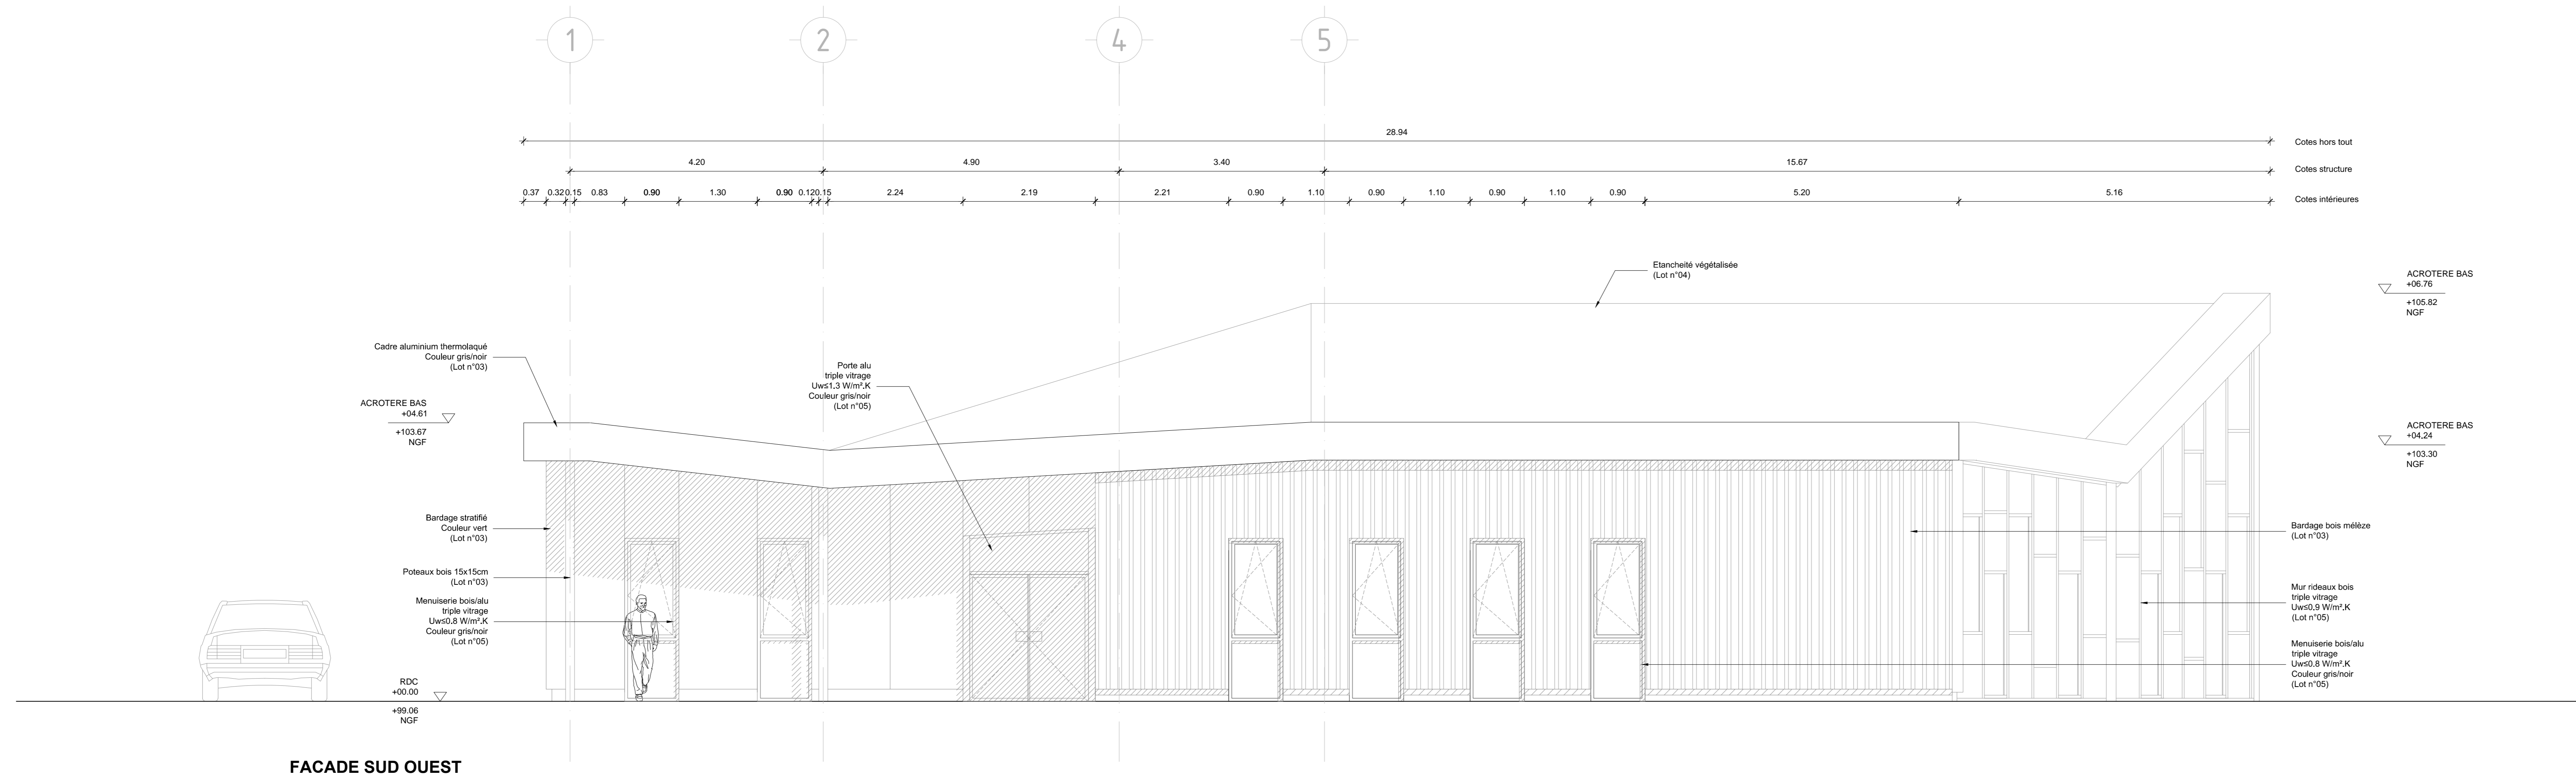 1 2 4 5
28.94 Cotes hors tout
4.20 4.90 3.40 15.67 Cotes structure
0.37 0.32 0.15 0.83 0.90 1.30 0.90 0.12 0.15 2.24 2.19 2.21 0.90 1.10 0.90 1.10 0.90 1.10 0.90 5.20 5.16 Cotes intérieures
Etancheité végétalisée
(Lot n°04)
ACROTERE BAS
+06.76
+105.82
NGF
Cadre aluminium thermolaqué
Couleur gris/noir
(Lot n°03)
Porte alu
triple vitrage
Uw≤1.3 W/m².K
Couleur gris/noir
(Lot n°05)
ACROTERE BAS
+04.61
+103.67
NGF
ACROTERE BAS
+04,24
+103.30
NGF
Bardage stratifié
Couleur vert
(Lot n°03)
Bardage bois mélèze
(Lot n°03)
Poteaux bois 15x15cm
(Lot n°03)
Menuiserie bois/alu
triple vitrage
Uw≤0.8 W/m².K
Couleur gris/noir
(Lot n°05)
Mur rideaux bois
triple vitrage
Uw≤0.9 W/m².K
(Lot n°05)
Menuiserie bois/alu
triple vitrage
Uw≤0.8 W/m².K
Couleur gris/noir
(Lot n°05)
RDC
+00.00
+99.06
NGF
FACADE SUD OUEST